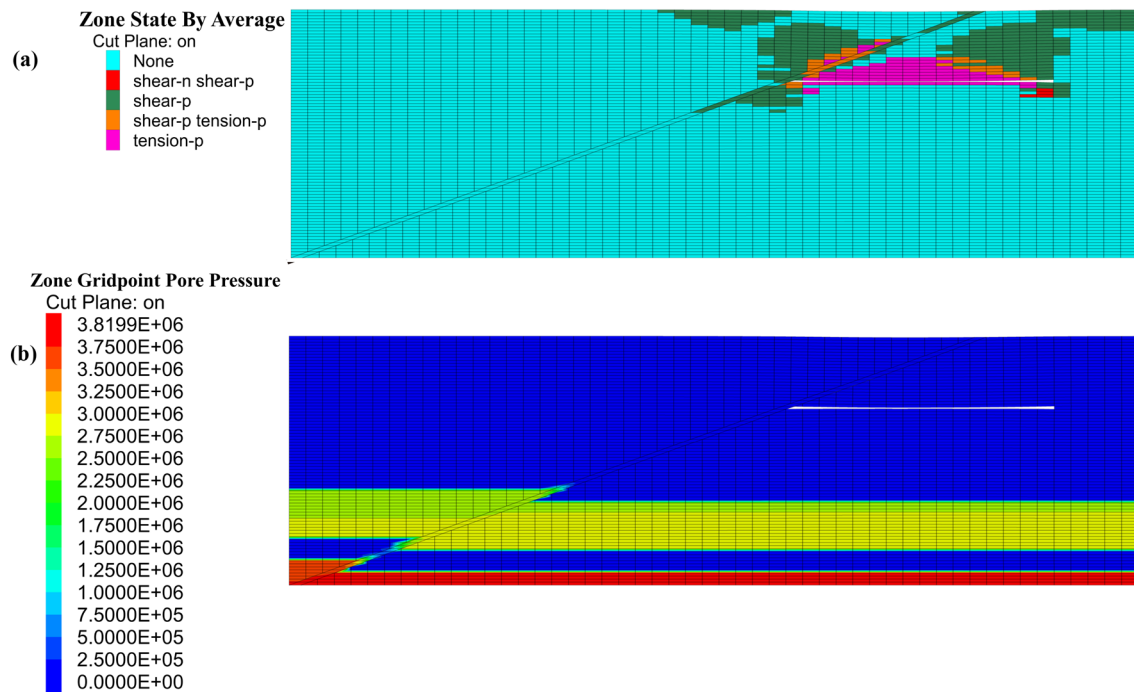 Zone State By Average
Cut Plane: on
(a)
None
shear-n shear-p
shear-p
shear-p tension-p
tension-p
Zone Gridpoint Pore Pressure
Cut Plane: on
(b)
3.8199E+06
3.7500E+06
3.5000E+06
3.2500E+06
3.0000E+06
2.7500E+06
2.5000E+06
2.2500E+06
2.0000E+06
1.7500E+06
1.5000E+06
1.2500E+06
1.0000E+06
7.5000E+05
5.0000E+05
2.5000E+05
0.0000E+00